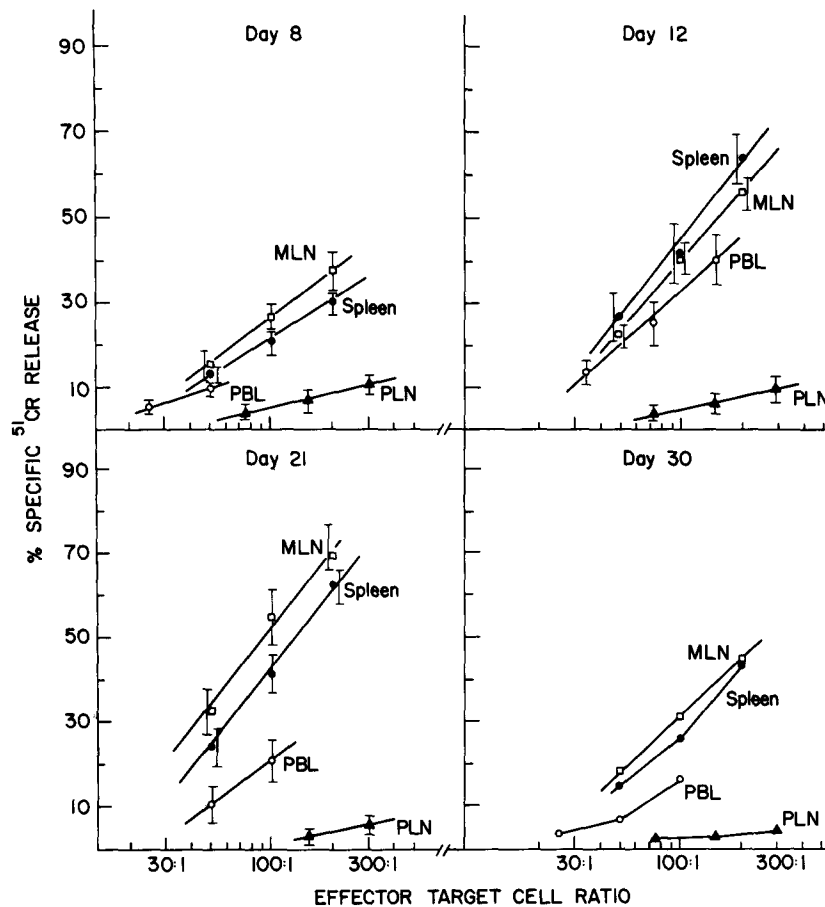 Day 8
90
70
50
30
10
MLN
Spleen
PBL
PLN
Day 12
Spleen
MLN
PBL
PLN
% SPECIFIC ⁵¹CR RELEASE
Day 21
90
70
50
30
10
MLN
Spleen
PBL
PLN
30:1
100:1
300:1
Day 30
MLN
Spleen
PBL
PLN
30:1
100:1
300:1
EFFECTOR TARGET CELL RATIO